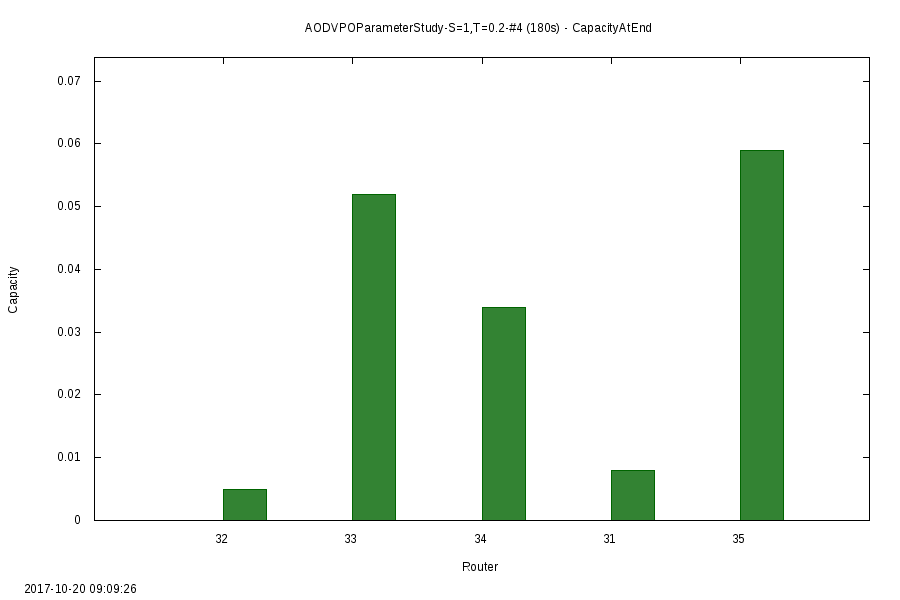 AODVPOParameterStudy-S=1,T=0.2-#4 (180s) - CapacityAtEnd
0.07
0.06
0.05
0.04
0.03
0.02
0.01
0
Capacity
32 33 34 31 35
Router
2017-10-20 09:09:26